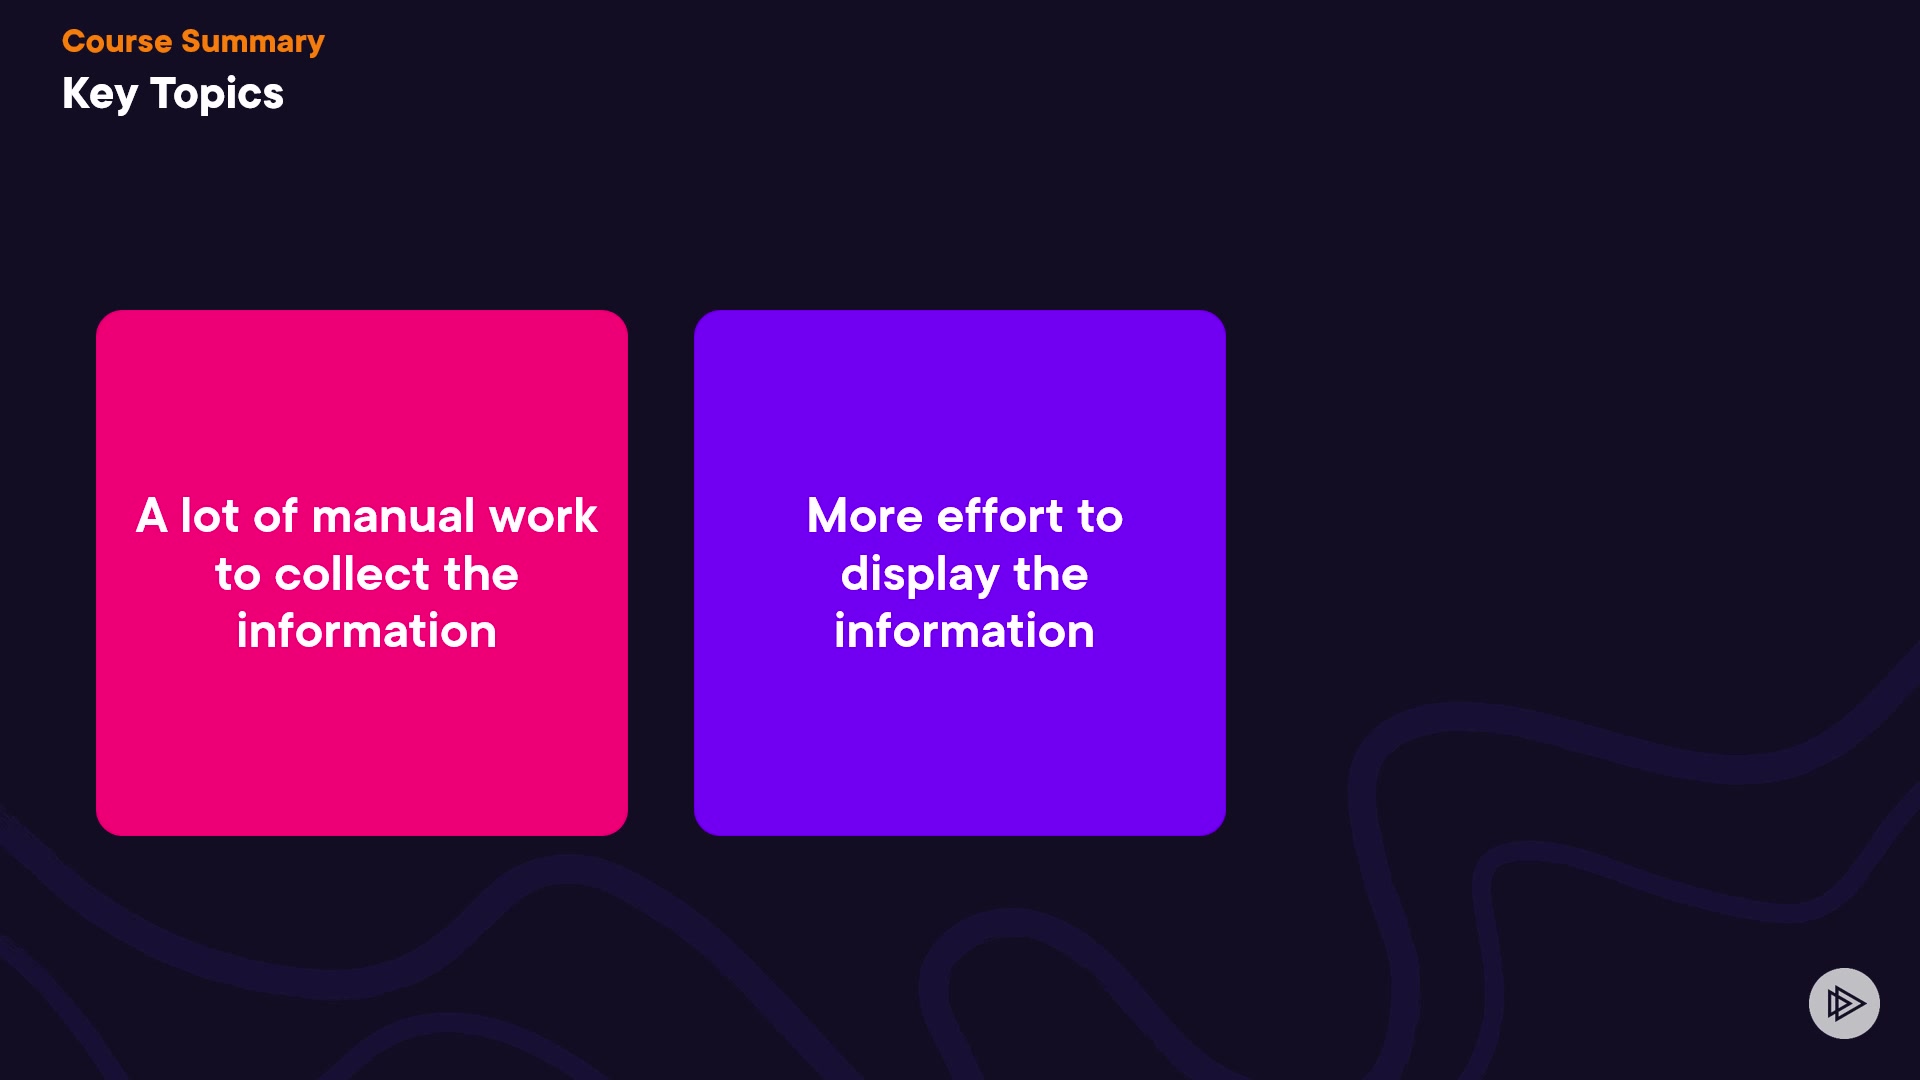 Course Summary
Key Topics
A lot of manual work
to collect the
information
More effort to
display the
information